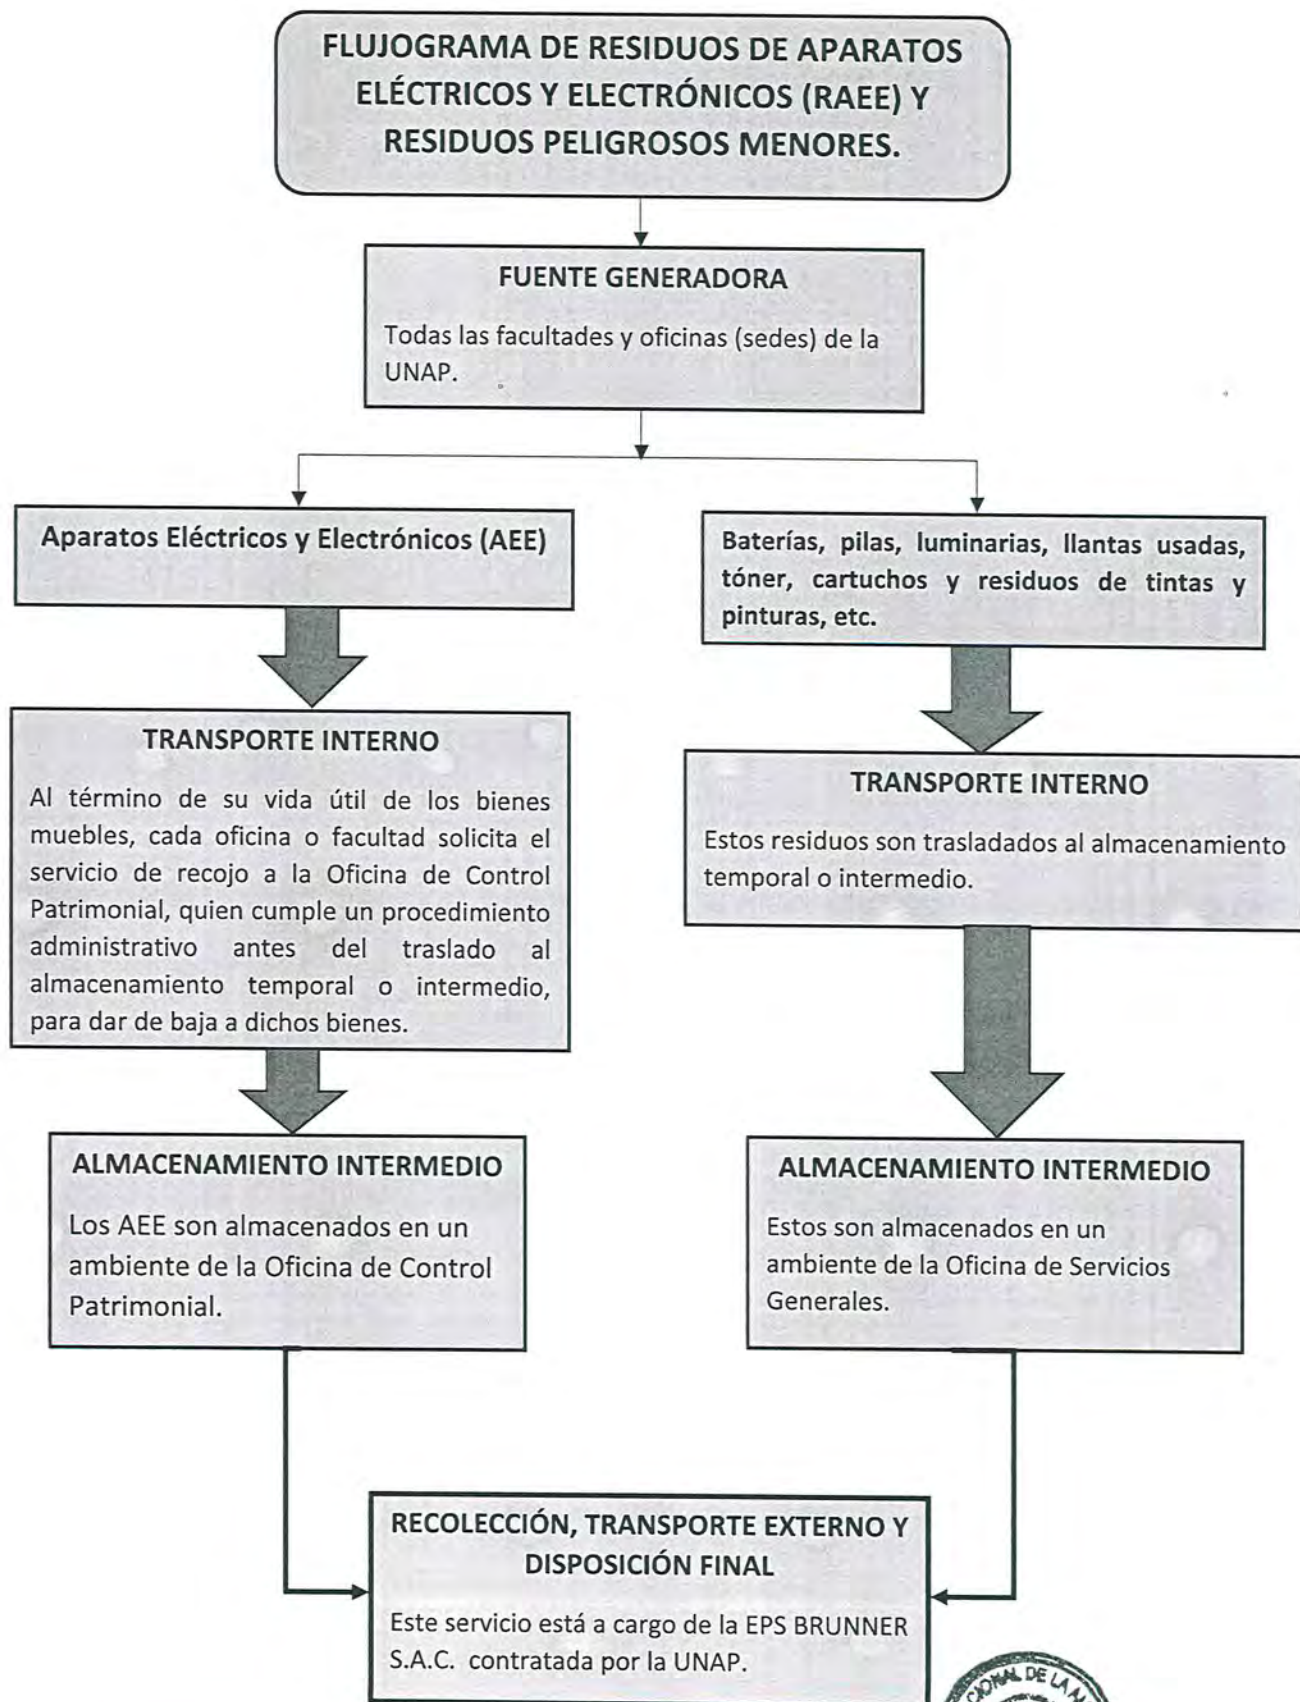 FLUJOGRAMA DE RESIDUOS DE APARATOS
ELÉCTRICOS Y ELECTRÓNICOS (RAEE) Y
RESIDUOS PELIGROSOS MENORES.
FUENTE GENERADORA
Todas las facultades y oficinas (sedes) de la
UNAP.
Aparatos Eléctricos y Electrónicos (AEE)
Baterías, pilas, luminarias, llantas usadas,
tóner, cartuchos y residuos de tintas y
pinturas, etc.
TRANSPORTE INTERNO
Al término de su vida útil de los bienes
muebles, cada oficina o facultad solicita el
servicio de recojo a la Oficina de Control
Patrimonial, quien cumple un procedimiento
administrativo antes del traslado al
almacenamiento temporal o intermedio,
para dar de baja a dichos bienes.
TRANSPORTE INTERNO
Estos residuos son trasladados al almacenamiento
temporal o intermedio.
ALMACENAMIENTO INTERMEDIO
Los AEE son almacenados en un
ambiente de la Oficina de Control
Patrimonial.
ALMACENAMIENTO INTERMEDIO
Estos son almacenados en un
ambiente de la Oficina de Servicios
Generales.
RECOLECCIÓN, TRANSPORTE EXTERNO Y
DISPOSICIÓN FINAL
Este servicio está a cargo de la EPS BRUNNER
S.A.C. contratada por la UNAP.
DE LA